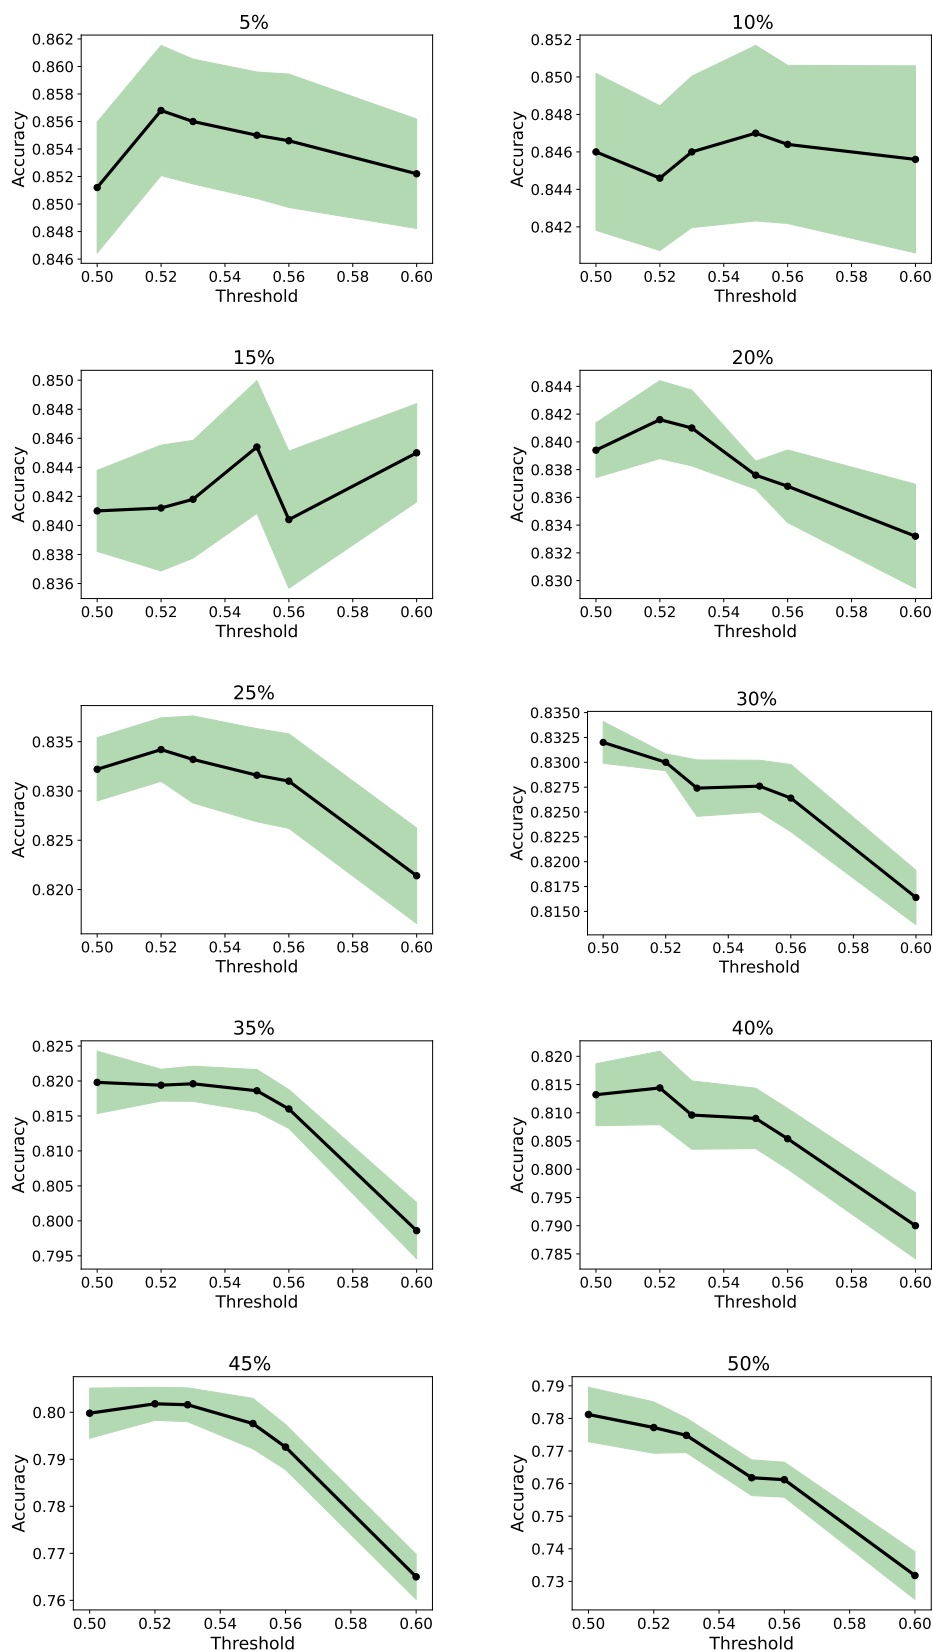 5%
0.862
0.860
0.858
0.856
0.854
0.852
0.850
0.848
0.846
Accuracy
0.50 0.52 0.54 0.56 0.58 0.60
Threshold
10%
0.852
0.850
0.848
0.846
0.844
0.842
Accuracy
0.50 0.52 0.54 0.56 0.58 0.60
Threshold
15%
0.850
0.848
0.846
0.844
0.842
0.840
0.838
0.836
Accuracy
0.50 0.52 0.54 0.56 0.58 0.60
Threshold
20%
0.844
0.842
0.840
0.838
0.836
0.834
0.832
0.830
Accuracy
0.50 0.52 0.54 0.56 0.58 0.60
Threshold
25%
0.835
0.830
0.825
0.820
Accuracy
0.50 0.52 0.54 0.56 0.58 0.60
Threshold
30%
0.8350
0.8325
0.8300
0.8275
0.8250
0.8225
0.8200
0.8175
0.8150
Accuracy
0.50 0.52 0.54 0.56 0.58 0.60
Threshold
35%
0.825
0.820
0.815
0.810
0.805
0.800
0.795
Accuracy
0.50 0.52 0.54 0.56 0.58 0.60
Threshold
40%
0.820
0.815
0.810
0.805
0.800
0.795
0.790
0.785
Accuracy
0.50 0.52 0.54 0.56 0.58 0.60
Threshold
45%
0.80
0.79
0.78
0.77
0.76
Accuracy
0.50 0.52 0.54 0.56 0.58 0.60
Threshold
50%
0.79
0.78
0.77
0.76
0.75
0.74
0.73
Accuracy
0.50 0.52 0.54 0.56 0.58 0.60
Threshold